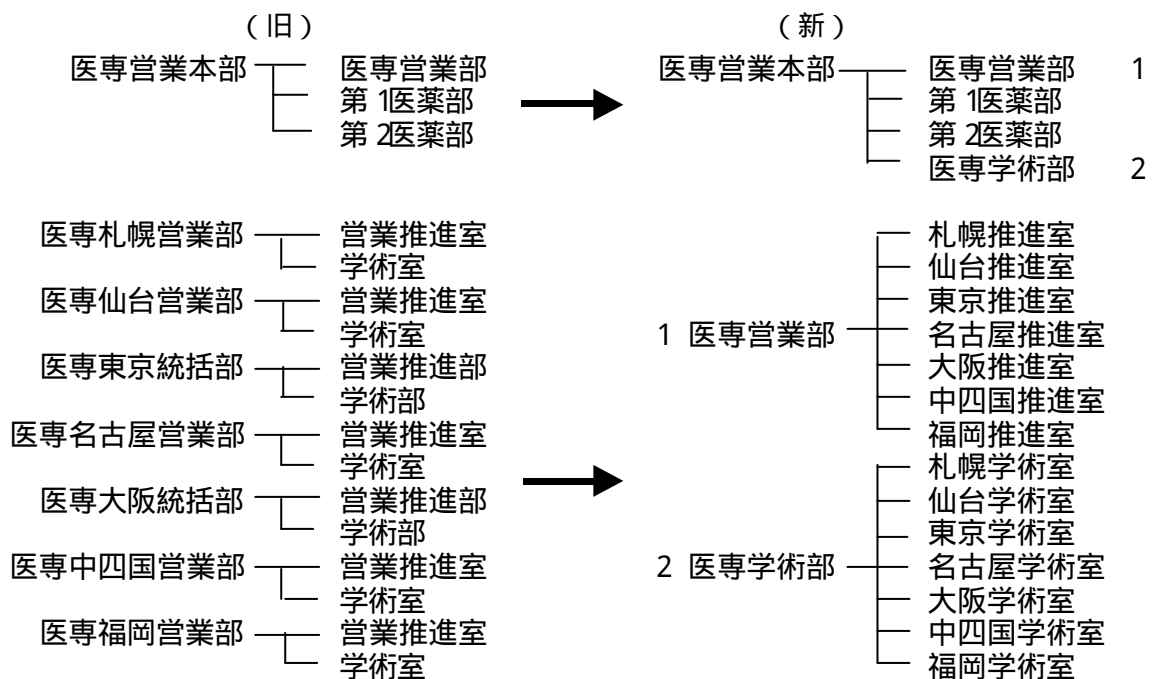 （旧）
医専営業本部
医専営業部
第1医薬部
第2医薬部
（新）
医専営業本部
医専営業部 1
第1医薬部
第2医薬部
医専学術部 2
医専札幌営業部
営業推進室
学術室
医専仙台営業部
営業推進室
学術室
医専東京統括部
営業推進部
学術部
医専名古屋営業部
営業推進室
学術室
医専大阪統括部
営業推進部
学術部
医専中四国営業部
営業推進室
学術室
医専福岡営業部
営業推進室
学術室
1 医専営業部
札幌推進室
仙台推進室
東京推進室
名古屋推進室
大阪推進室
中四国推進室
福岡推進室
2 医専学術部
札幌学術室
仙台学術室
東京学術室
名古屋学術室
大阪学術室
中四国学術室
福岡学術室